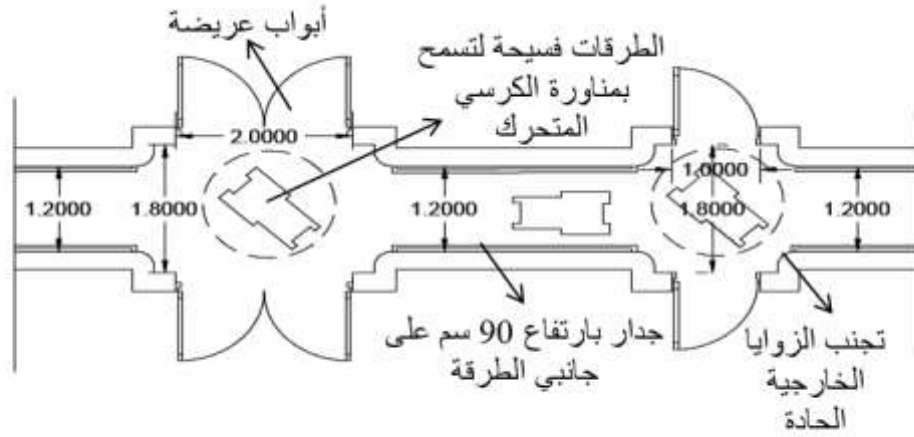 أبواب عريضة
الطرقات فسيحة لتسمح
بمناورة الكرسي
المتحرك
2.0000
1.0000
1.2000
1.8000
1.2000
1.8000
1.2000
جدار بارتفاع 90 سم على
جانبي الطرقة
تجنب الزوايا
الخارجية
الحادة